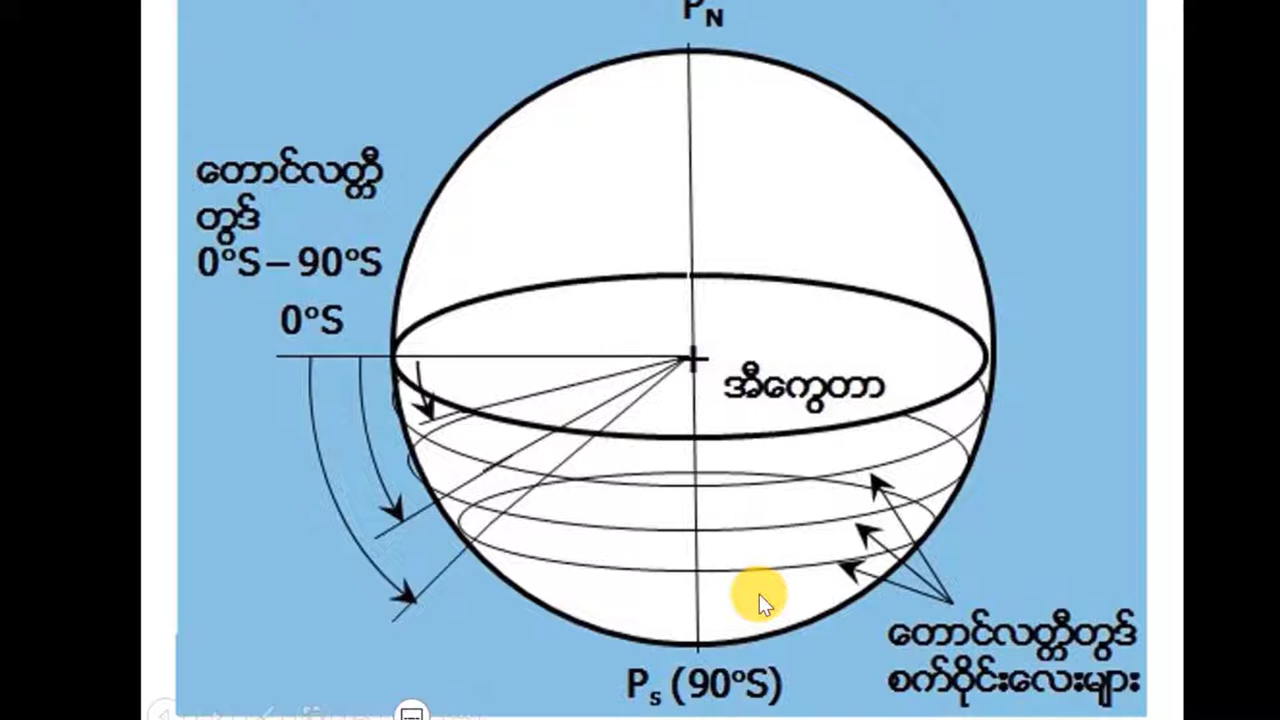 PN
တောင်လတ္တီ
တွဒ်
0°S – 90°S
0°S
အီကွေတာ
တောင်လတ္တီတွဒ်
စက်ဝိုင်းလေးများ
Ps (90°S)